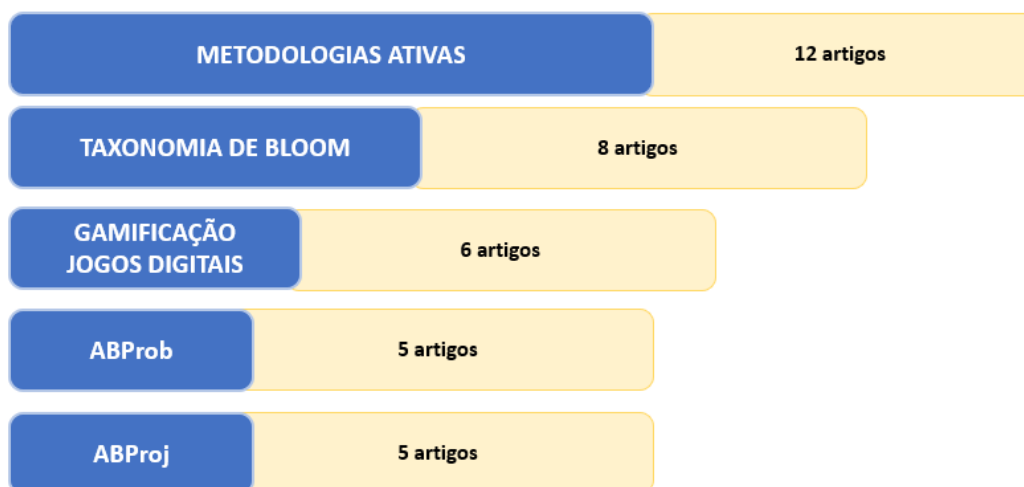 METODOLOGIAS ATIVAS
12 artigos
TAXONOMIA DE BLOOM
8 artigos
GAMIFICAÇÃO
JOGOS DIGITAIS
6 artigos
ABProb
5 artigos
ABProj
5 artigos